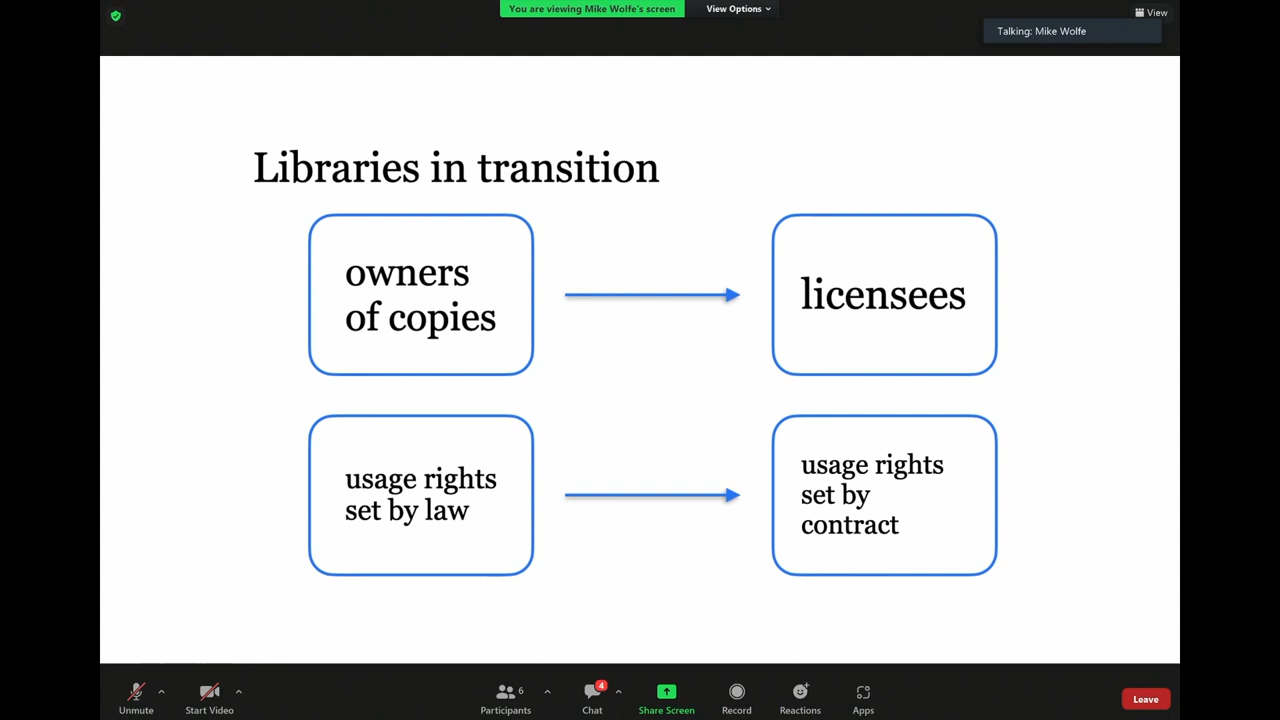 You are viewing Mike Wolfe's screen
View Options
View
Talking: Mike Wolfe
Libraries in transition
owners
of copies
licensees
usage rights
set by law
usage rights
set by
contract
Unmute
Start Video
6
Participants
4
Chat
Share Screen
Record
Reactions
Apps
Leave